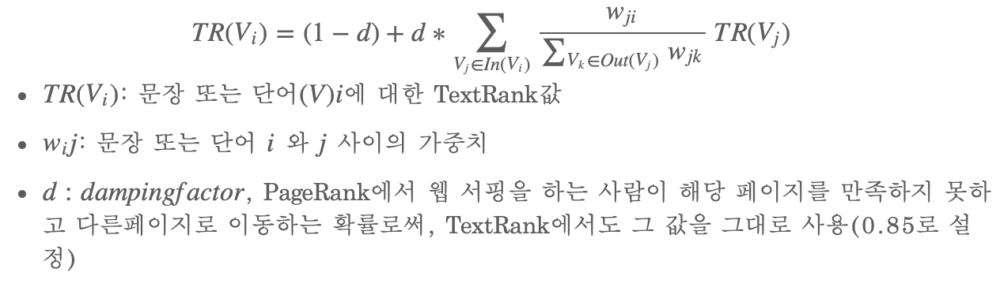 TR(V_i) = (1 − d) + d ∗ ∑_{V_j∈In(V_i)} \frac{w_{ji}}{∑_{V_k∈Out(V_j)} w_{jk}} TR(V_j)
• TR(V_i): 문장 또는 단어(V)i에 대한 TextRank값
• w_ij: 문장 또는 단어 i 와 j 사이의 가중치
• d : dampingfactor, PageRank에서 웹 서핑을 하는 사람이 해당 페이지를 만족하지 못하
고 다른페이지로 이동하는 확률로써, TextRank에서도 그 값을 그대로 사용(0.85로 설
정)